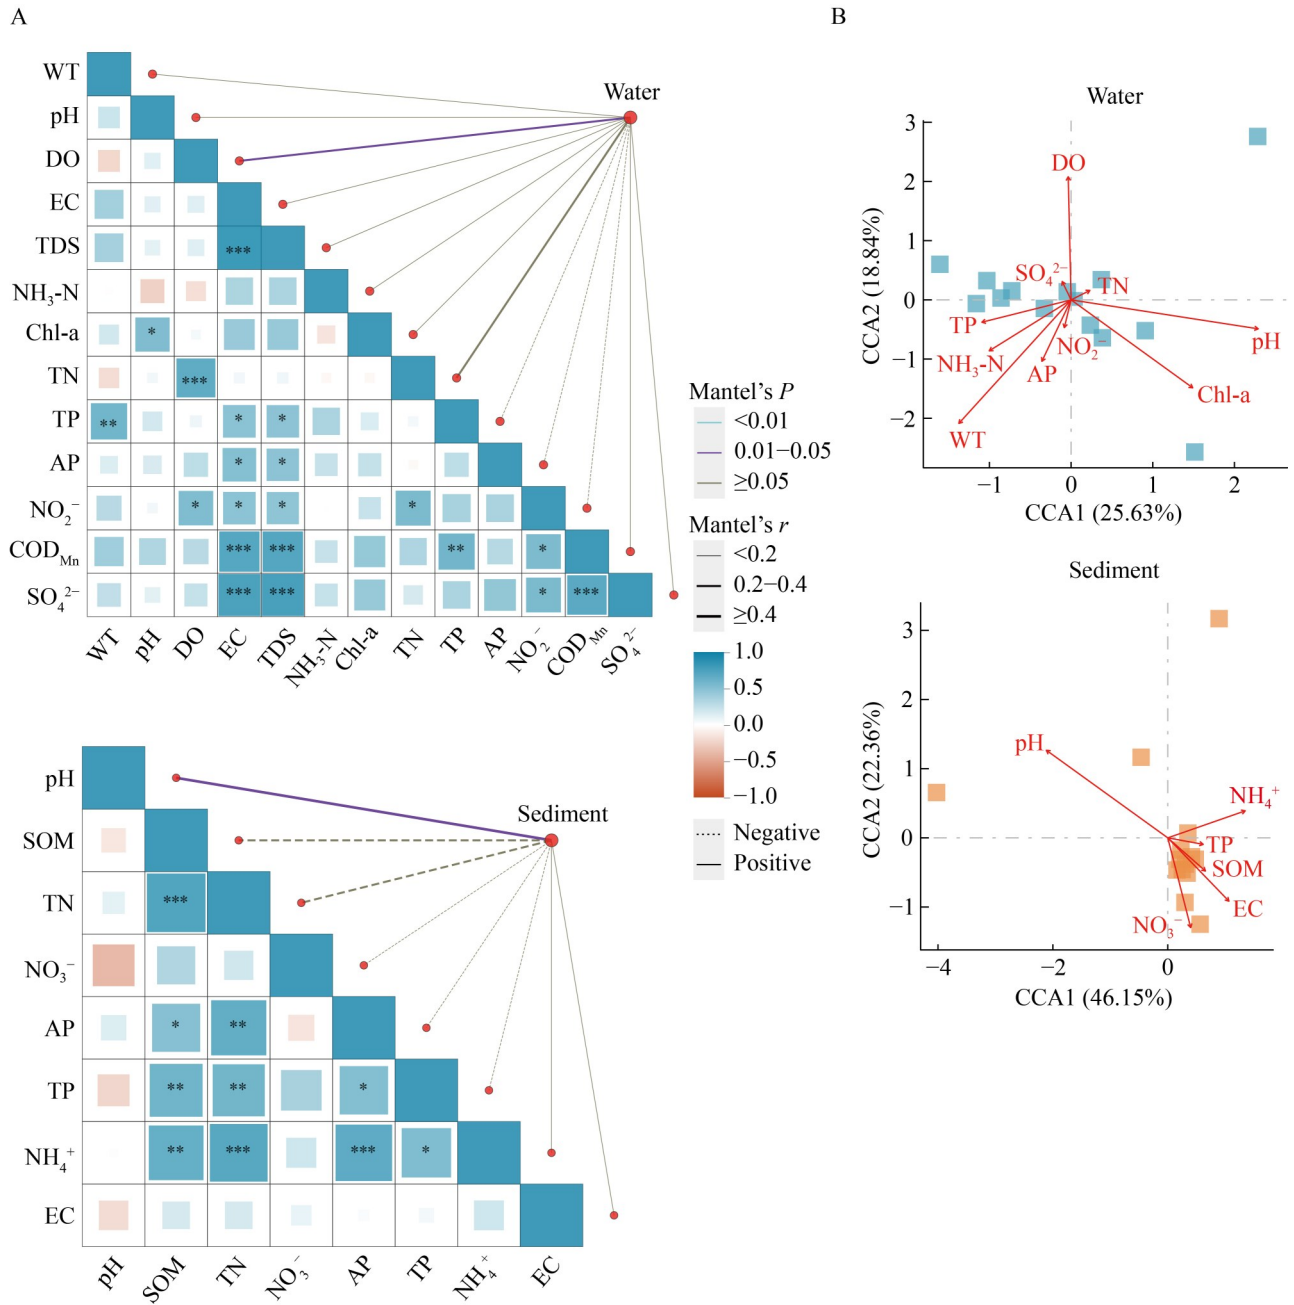 A
WT
pH
DO
EC
TDS
***
NH₃-N
Chl-a
*
TN
***
TP
** * *
AP
* *
NO₂⁻
* * * *
COD_Mn
*** *** ** *
SO₄²⁻
*** *** * ***
WT pH DO EC TDS NH₃-N Chl-a TN TP AP NO₂⁻ COD_Mn SO₄²⁻
Water
Mantel's P
<0.01
0.01−0.05
≥0.05
Mantel's r
<0.2
0.2−0.4
≥0.4
1.0
0.5
0.0
−0.5
−1.0
Negative
Positive
pH
SOM
TN
***
NO₃⁻
AP
* **
TP
** ** *
NH₄⁺
** *** *** *
EC
pH SOM TN NO₃⁻ AP TP NH₄⁺ EC
Sediment
B
Water
CCA2 (18.84%)
3
2
1
0
−1
−2
DO
SO₄²⁻
TN
TP
NO₂⁻
pH
NH₃-N
AP
Chl-a
WT
−1 0 1 2
CCA1 (25.63%)
Sediment
CCA2 (22.36%)
3
2
1
0
−1
pH
NH₄⁺
TP
SOM
EC
NO₃⁻
−4 −2 0
CCA1 (46.15%)